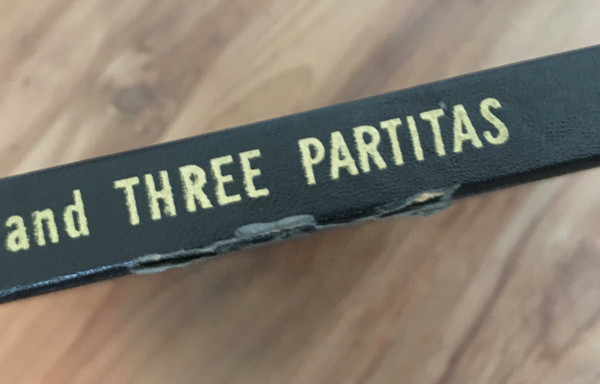 and THREE PARTITAS